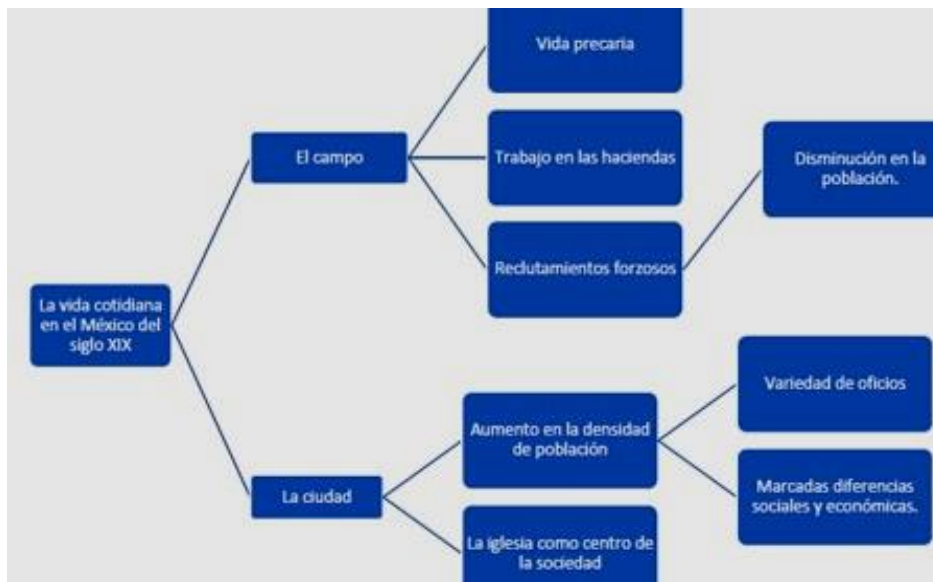 Vida precaria
El campo
Trabajo en las haciendas
Disminución en la
población.
Reclutamientos forzosos
La vida cotidiana
en el México del
siglo XIX
Variedad de oficios
Aumento en la densidad
de población
Marcadas diferencias
sociales y económicas.
La ciudad
La iglesia como centro de
la sociedad